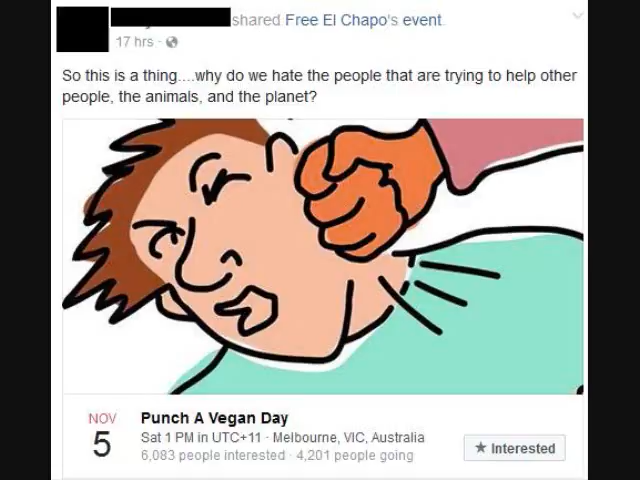 shared Free El Chapo's event.
17 hrs ·
So this is a thing....why do we hate the people that are trying to help other
people, the animals, and the planet?
NOV
5
Punch A Vegan Day
Sat 1 PM in UTC+11 · Melbourne, VIC, Australia
6,083 people interested · 4,201 people going
★ Interested